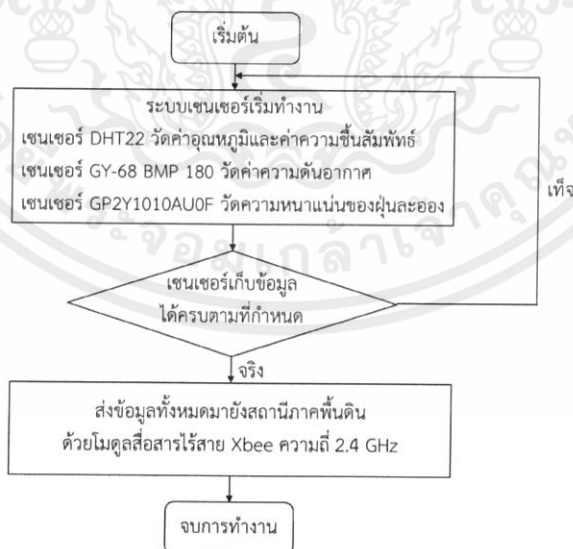 เริ่มต้น
ระบบเซนเซอร์เริ่มทำงาน
เซนเซอร์ DHT22 วัดค่าอุณหภูมิและค่าความชื้นสัมพัทธ์
เซนเซอร์ GY-68 BMP 180 วัดค่าความดันอากาศ
เซนเซอร์ GP2Y1010AU0F วัดความหนาแน่นของฝุ่นละออง
เท็จ
เซนเซอร์เก็บข้อมูล
ได้ครบตามที่กำหนด
จริง
ส่งข้อมูลทั้งหมดมายังสถานีภาคพื้นดิน
ด้วยโมดูลสื่อสารไร้สาย Xbee ความถี่ 2.4 GHz
จบการทำงาน